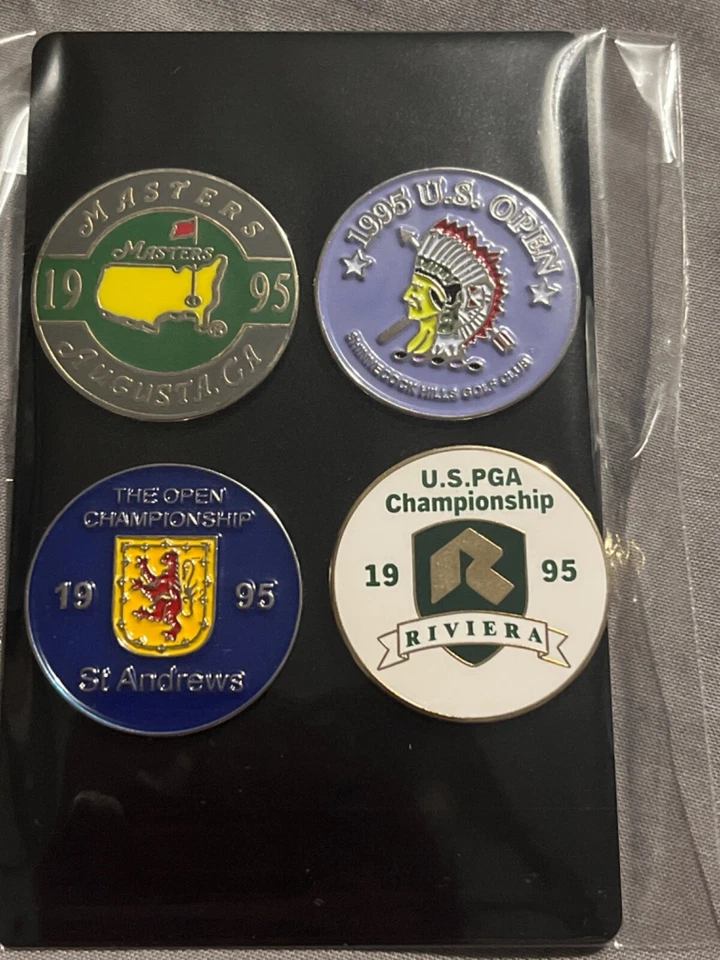 MASTERS
MASTERS
19 95
AUGUSTA, GA
1995 U.S. OPEN
SHINNECOCK HILLS GOLF CLUB
THE OPEN
CHAMPIONSHIP
19 95
St Andrews
U.S.PGA
Championship
19 95
R
RIVIERA